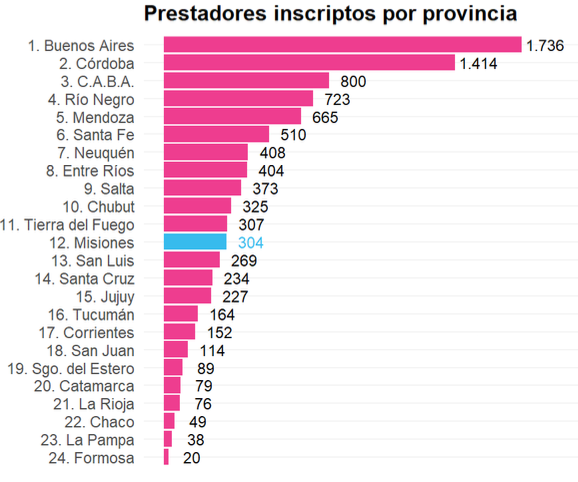 Prestadores inscriptos por provincia
1. Buenos Aires 1.736
2. Córdoba 1.414
3. C.A.B.A. 800
4. Río Negro 723
5. Mendoza 665
6. Santa Fe 510
7. Neuquén 408
8. Entre Ríos 404
9. Salta 373
10. Chubut 325
11. Tierra del Fuego 307
12. Misiones 304
13. San Luis 269
14. Santa Cruz 234
15. Jujuy 227
16. Tucumán 164
17. Corrientes 152
18. San Juan 114
19. Sgo. del Estero 89
20. Catamarca 79
21. La Rioja 76
22. Chaco 49
23. La Pampa 38
24. Formosa 20